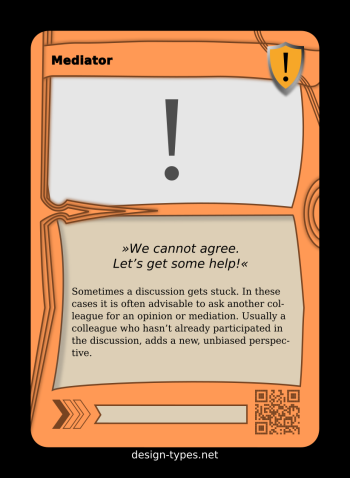 Mediator
!
!
»We cannot agree.
Let’s get some help!«
Sometimes a discussion gets stuck. In these
cases it is often advisable to ask another col-
league for an opinion or mediation. Usually a
colleague who hasn’t already participated in
the discussion, adds a new, unbiased perspec-
tive.
design-types.net